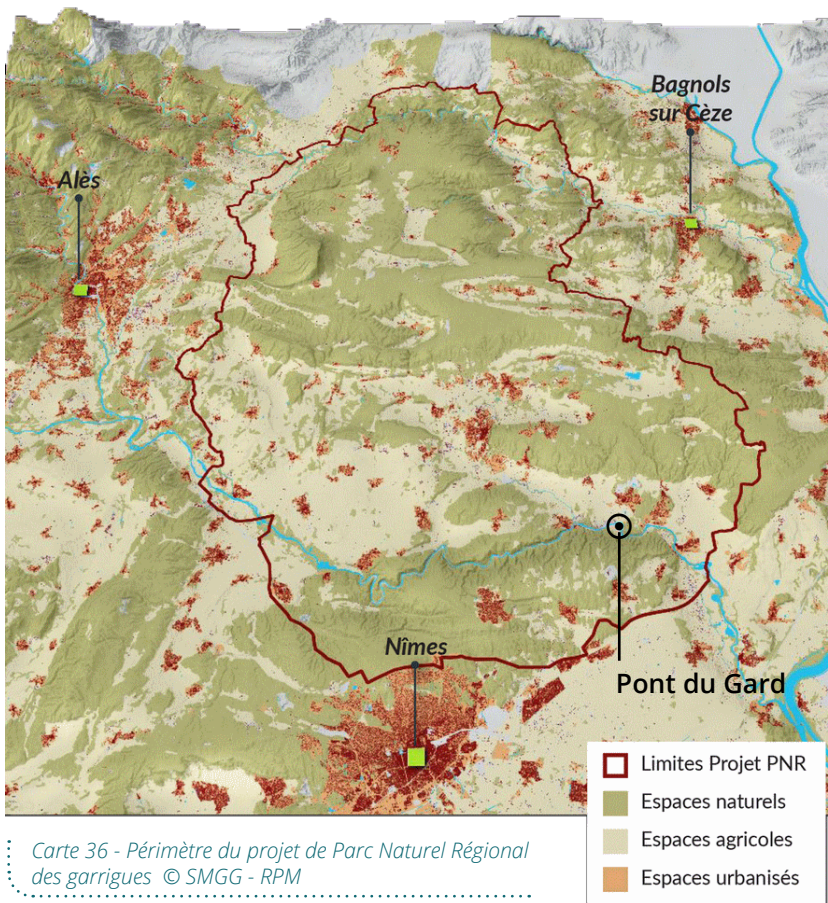 Bagnols
sur Cèze
Alès
Nîmes
Pont du Gard
Limites Projet PNR
Espaces naturels
Espaces agricoles
Espaces urbanisés
Carte 36 - Périmètre du projet de Parc Naturel Régional
des garrigues © SMGG - RPM